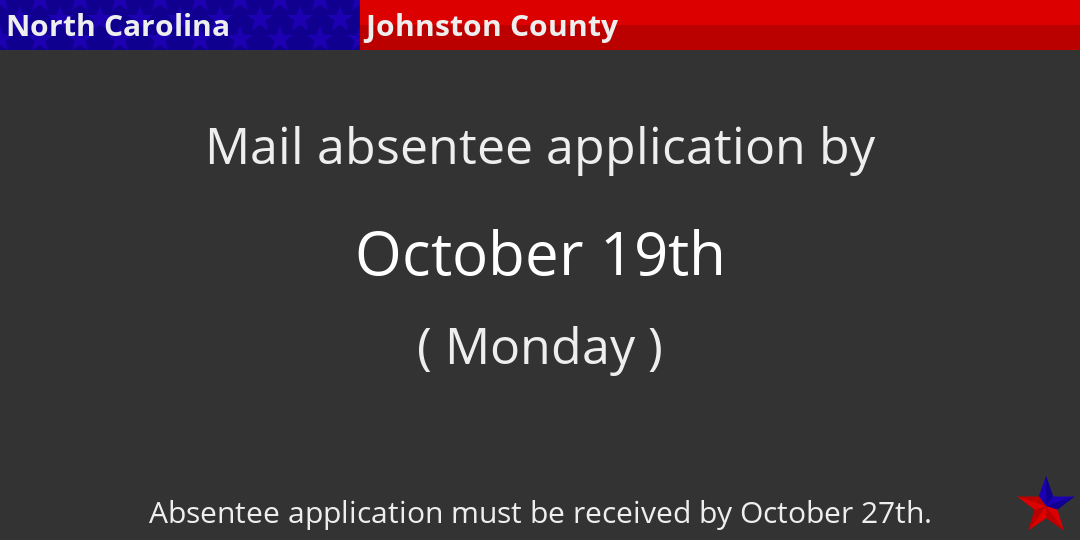 North Carolina
Johnston County
Mail absentee application by
October 19th
( Monday )
Absentee application must be received by October 27th.